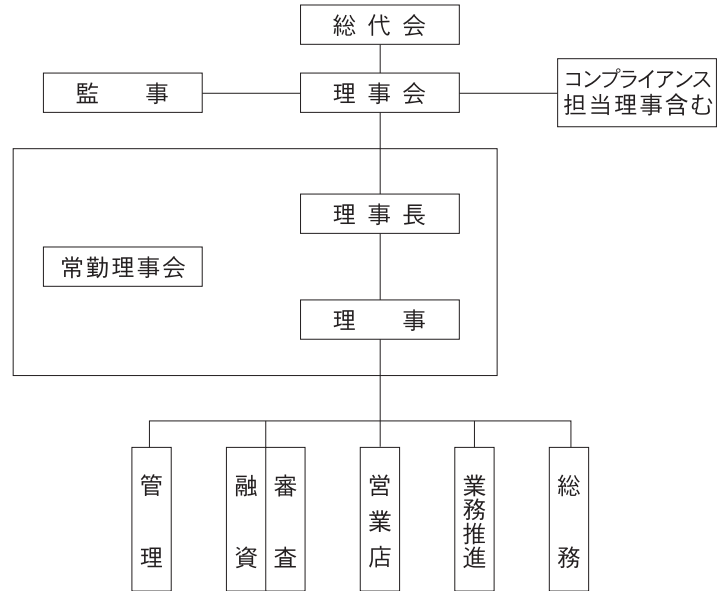 総代会
監事
理事会
コンプライアンス
担当理事含む
理事長
常勤理事会
理事
管理
融資
審査
営業店
業務推進
総務